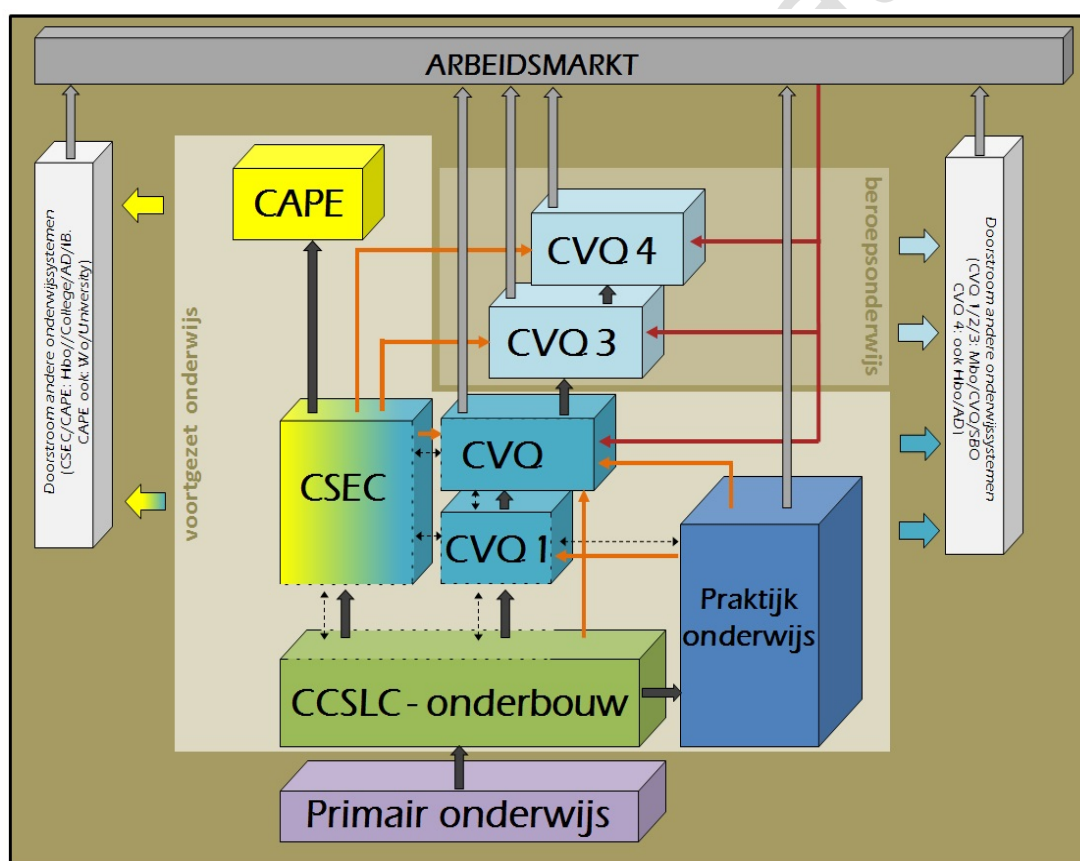 ARBEIDSMARKT
Doorstroom andere onderwijssystemen
(CSEC/CAPE: Hbo//College/AD/IB.
CAPE ook: Wo/University)
voortgezet onderwijs
CAPE
CVQ 4
CVQ 3
beroepsonderwijs
Doorstroom andere onderwijssystemen
(CVQ 1/2/3: Mbo/CVO/SBO
CVQ 4: ook Hbo/AD)
CSEC
CVQ
CVQ 1
Praktijk
onderwijs
CCSLC - onderbouw
Primair onderwijs